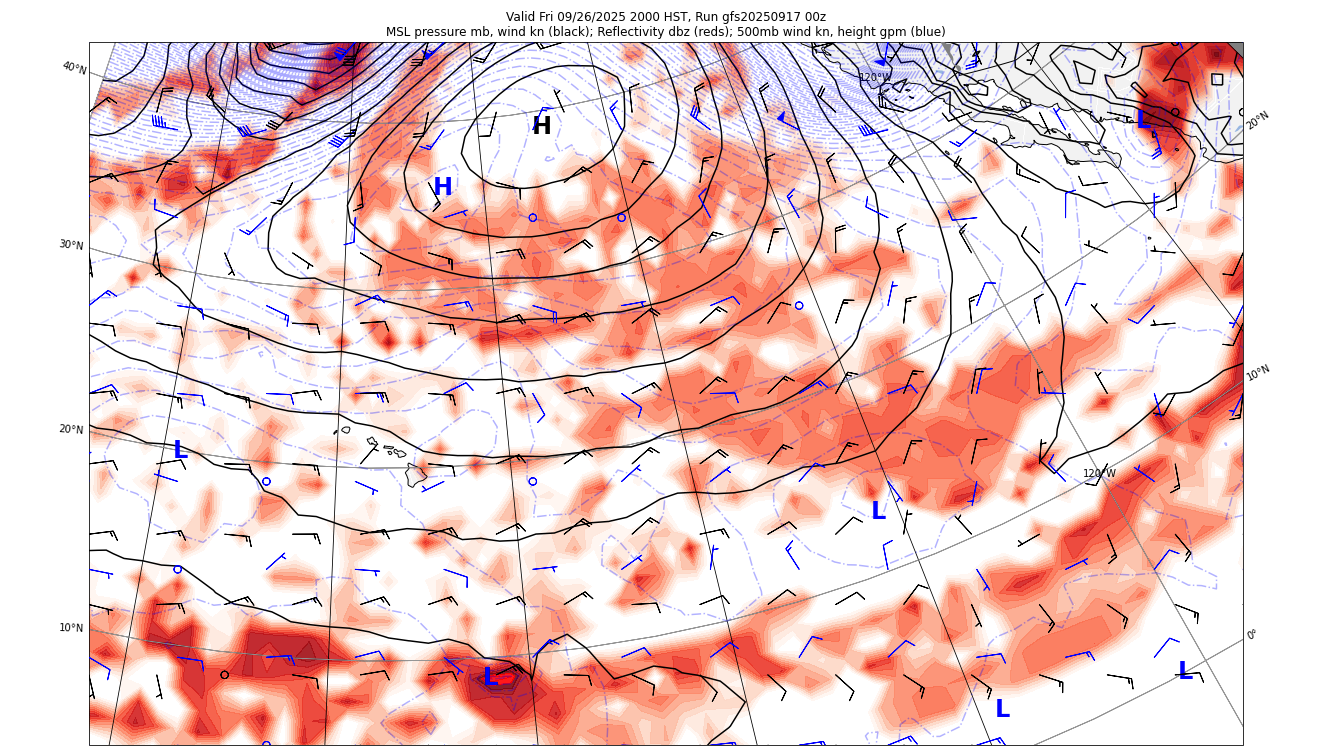 Valid Fri 09/26/2025 2000 HST, Run gfs20250917 00z
MSL pressure mb, wind kn (black); Reflectivity dbz (reds); 500mb wind kn, height gpm (blue)
40°N
120°W
L
20°N
H
H
30°N
10°N
20°N
L
120°W
L
10°N
0°
L
L
L